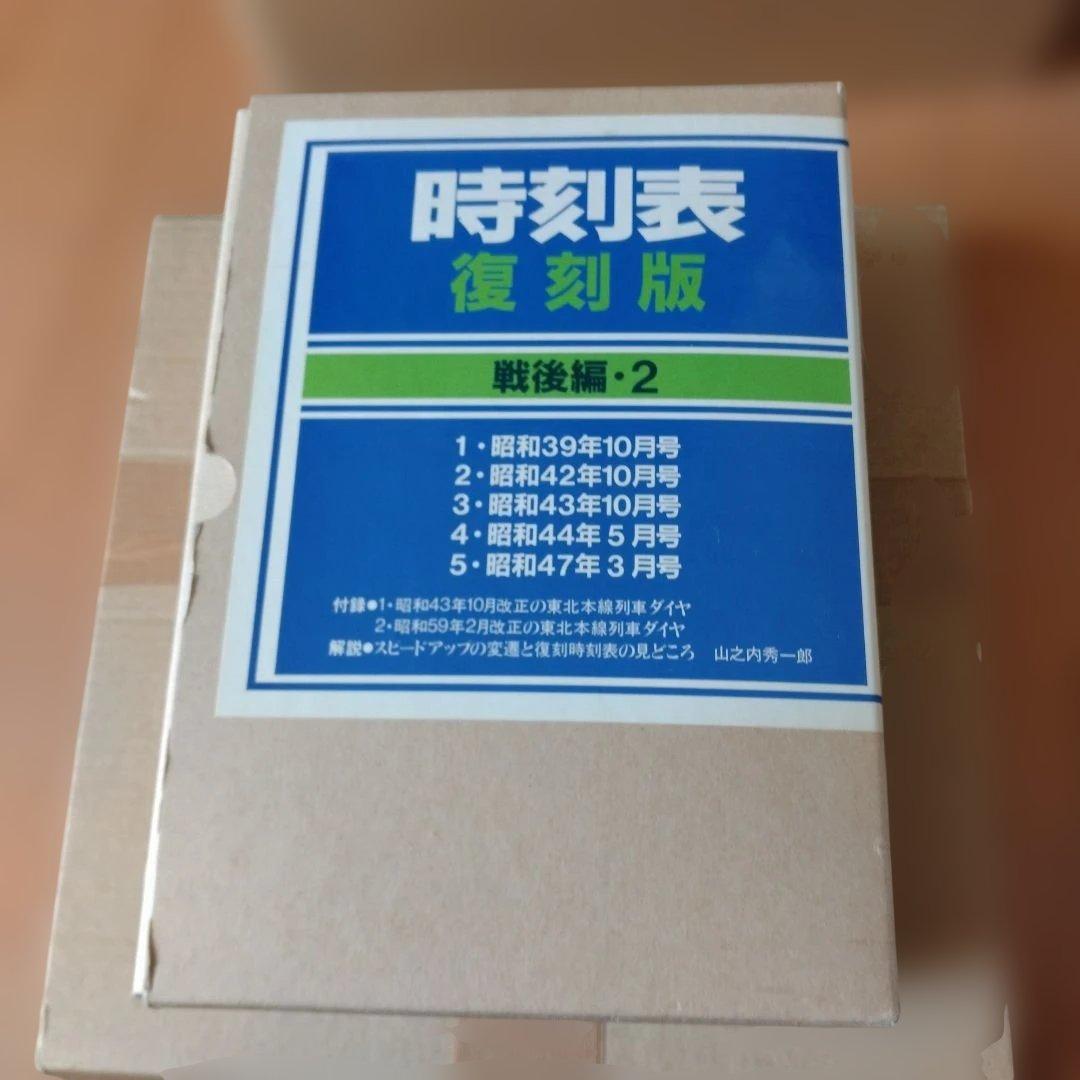 時刻表
復刻版
戦後編・2
1・昭和39年10月号
2・昭和42年10月号
3・昭和43年10月号
4・昭和44年5月号
5・昭和47年3月号
付録●1・昭和43年10月改正の東北本線列車ダイヤ
2・昭和59年2月改正の東北本線列車ダイヤ
解説●スピードアップの変遷と復刻時刻表の見どころ 山之内秀一郎